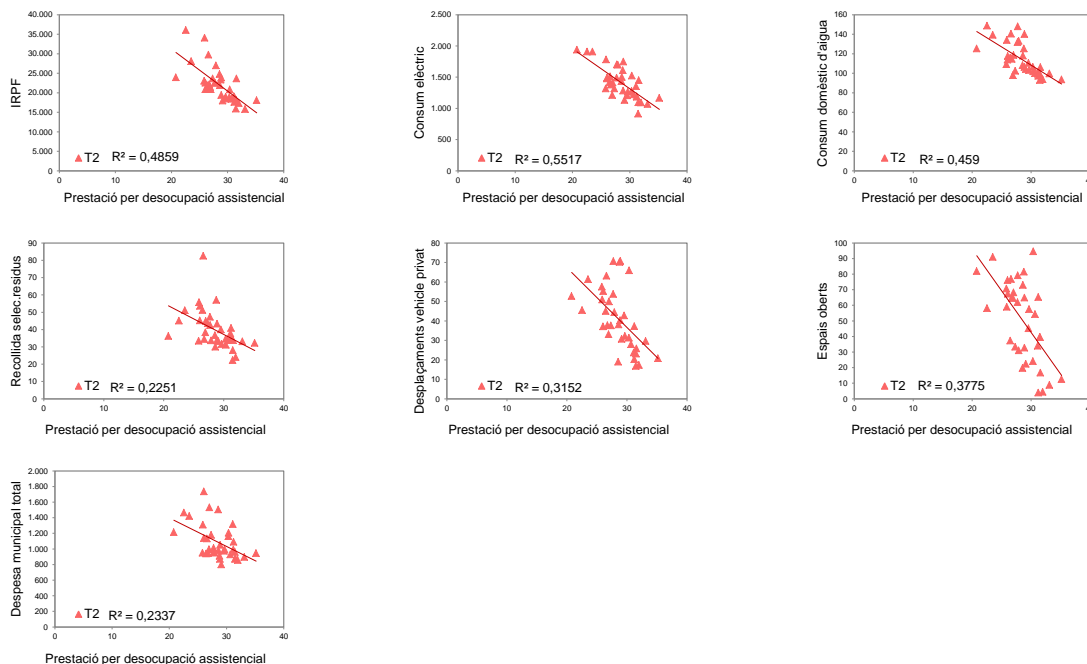 IRPF
40.000
35.000
30.000
25.000
20.000
15.000
10.000
5.000
0
T2 R² = 0,4859
0 10 20 30 40
Prestació per desocupació assistencial
Consum elèctric
2.500
2.000
1.500
1.000
500
0
T2 R² = 0,5517
0 10 20 30 40
Prestació per desocupació assistencial
Consum domèstic d'aigua
160
140
120
100
80
60
40
20
0
T2 R² = 0,459
0 10 20 30 40
Prestació per desocupació assistencial
Recollida selec.residus
90
80
70
60
50
40
30
20
10
0
T2 R² = 0,2251
0 10 20 30 40
Prestació per desocupació assistencial
Desplaçaments vehicle privat
80
70
60
50
40
30
20
10
0
T2 R² = 0,3152
0 10 20 30 40
Prestació per desocupació assistencial
Espais oberts
100
90
80
70
60
50
40
30
20
10
0
T2 R² = 0,3775
0 10 20 30 40
Prestació per desocupació assistencial
Despesa municipal total
2.000
1.800
1.600
1.400
1.200
1.000
800
600
400
200
0
T2 R² = 0,2337
0 10 20 30 40
Prestació per desocupació assistencial